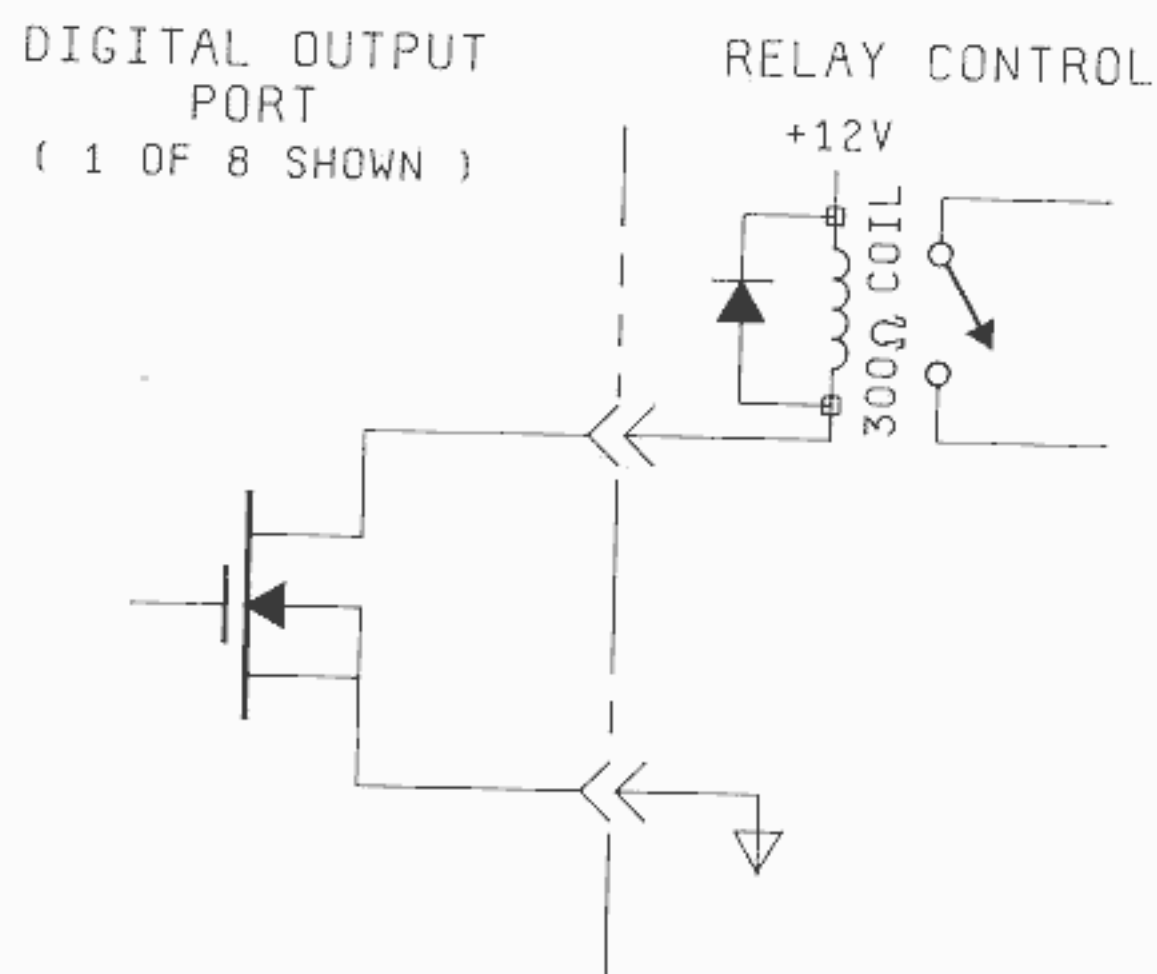 DIGITAL OUTPUT
PORT
( 1 OF 8 SHOWN )
RELAY CONTROL
+12V
300Ω COIL